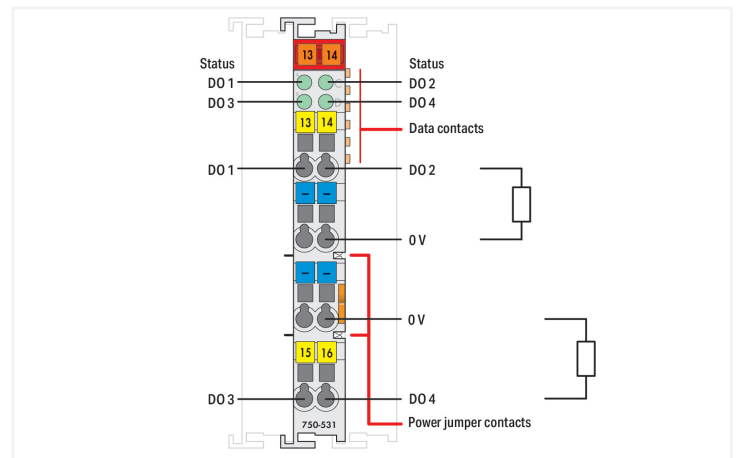 13 14
Status Status
DO 1 DO 2
DO 3 DO 4
13 14
Data contacts
DO 1 DO 2
– –
0 V
– –
0 V
15 16
DO 3 DO 4
750-531
Power jumper contacts